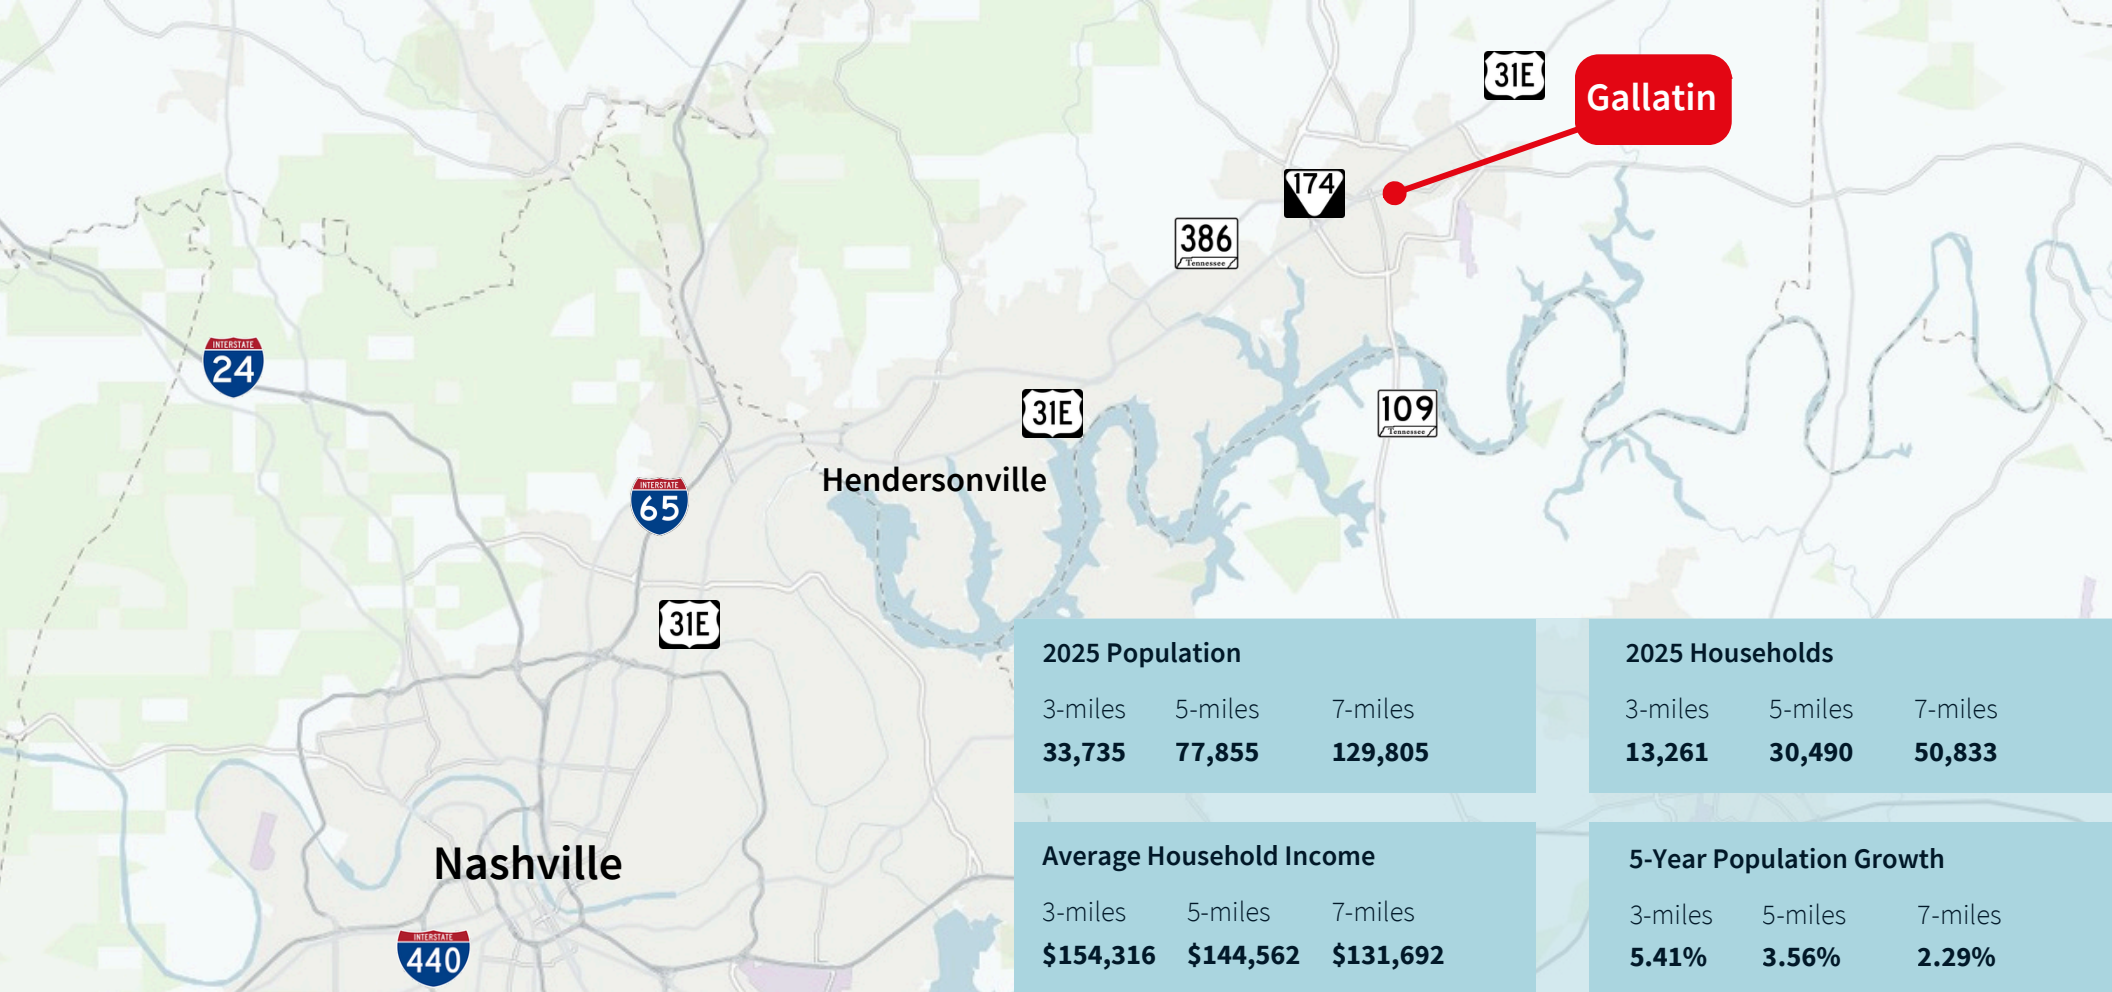 31E
Gallatin
174
386
Tennessee
INTERSTATE
24
31E
109
Tennessee
Hendersonville
INTERSTATE
65
31E
Nashville
INTERSTATE
440
2025 Population
3-miles 5-miles 7-miles
33,735 77,855 129,805
2025 Households
3-miles 5-miles 7-miles
13,261 30,490 50,833
Average Household Income
3-miles 5-miles 7-miles
$154,316 $144,562 $131,692
5-Year Population Growth
3-miles 5-miles 7-miles
5.41% 3.56% 2.29%